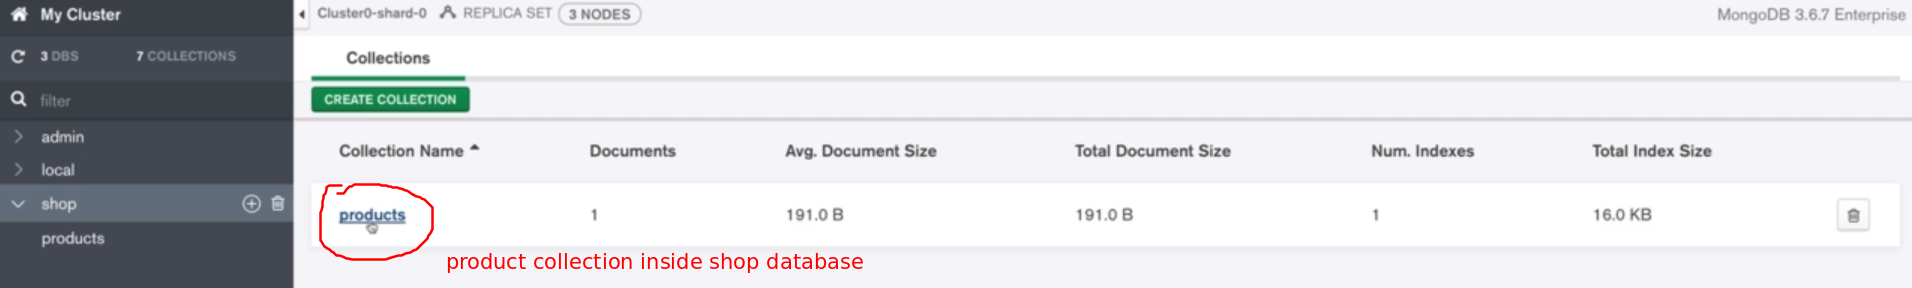 My Cluster
Cluster0-shard-0 REPLICA SET 3 NODES
MongoDB 3.6.7 Enterprise
3 DBS 7 COLLECTIONS
Collections
filter
CREATE COLLECTION
admin
local
shop
products
Collection Name Documents Avg. Document Size Total Document Size Num. Indexes Total Index Size
products 1 191.0 B 191.0 B 1 16.0 KB
product collection inside shop database